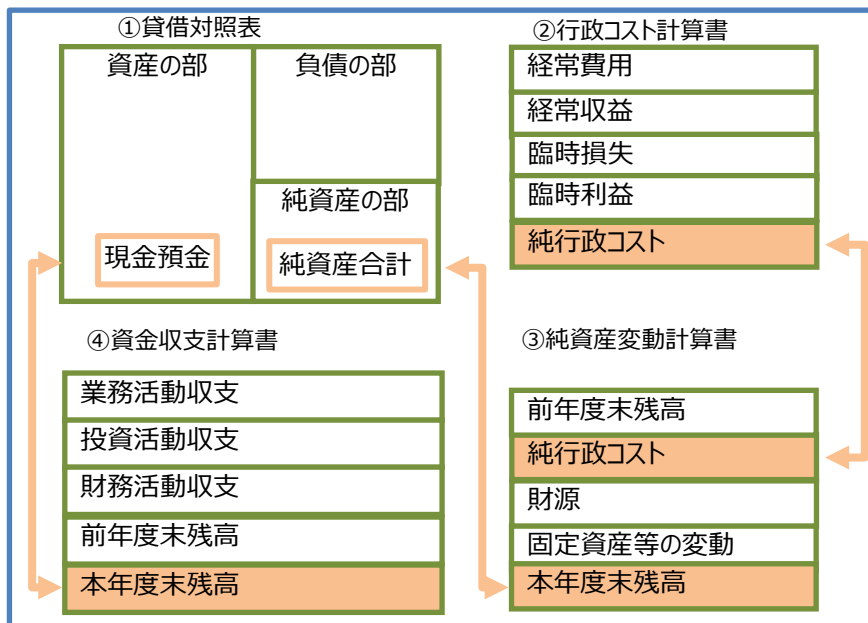 ①貸借対照表
資産の部
負債の部
純資産の部
現金預金
純資産合計
②行政コスト計算書
経常費用
経常収益
臨時損失
臨時利益
純行政コスト
④資金収支計算書
業務活動収支
投資活動収支
財務活動収支
前年度末残高
本年度末残高
③純資産変動計算書
前年度末残高
純行政コスト
財源
固定資産等の変動
本年度末残高